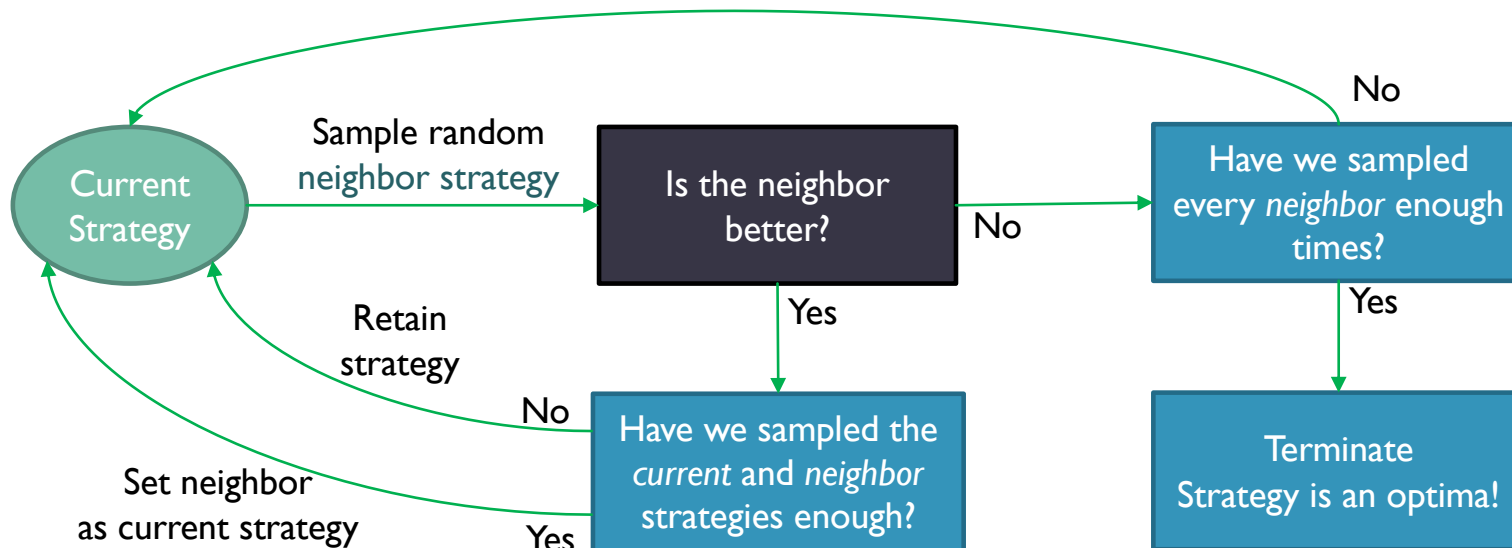 No
Sample random
neighbor strategy
Current
Strategy
Is the neighbor
better?
No
Have we sampled
every neighbor enough
times?
Yes
Yes
Retain
strategy
No
Have we sampled the
current and neighbor
strategies enough?
Set neighbor
as current strategy
Yes
Terminate
Strategy is an optima!